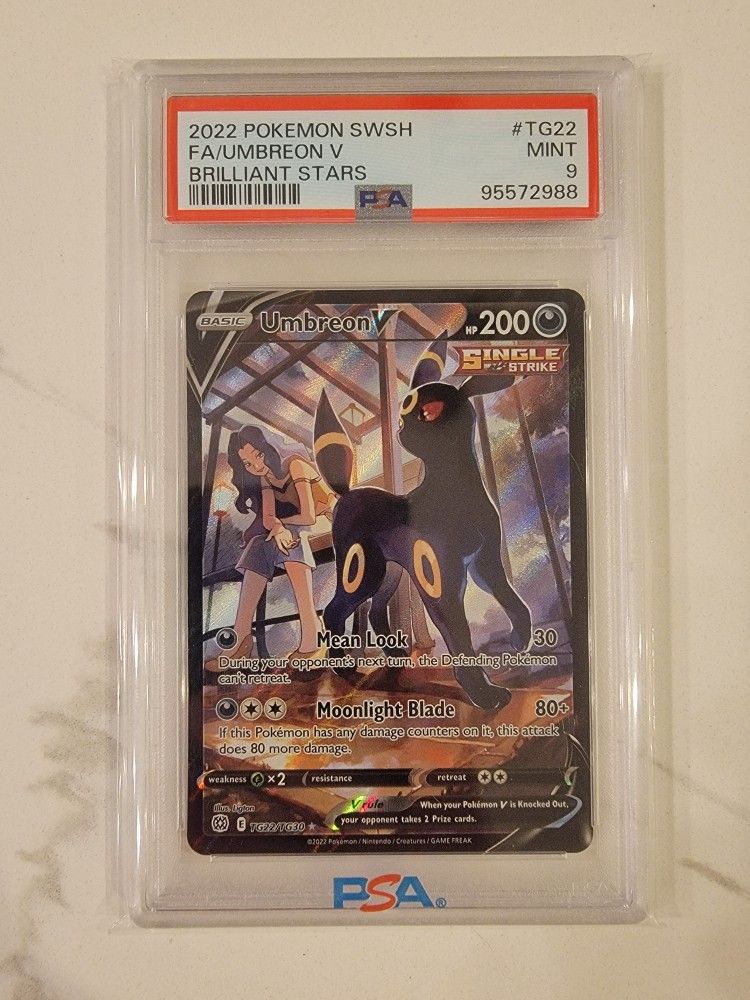 2022 POKEMON SWSH #TG22
FA/UMBREON V MINT
BRILLIANT STARS 9
PSA 95572988
BASIC Umbreon V HP 200
SINGLE STRIKE
Mean Look 30
During your opponent's next turn, the Defending Pokémon
can't retreat.
Moonlight Blade 80+
If this Pokémon has any damage counters on it, this attack
does 80 more damage.
weakness ×2 resistance retreat
V rule When your Pokémon V is Knocked Out,
your opponent takes 2 Prize cards.
Illus. Ligton
E TG22/TG30 ★
©2022 Pokémon / Nintendo / Creatures / GAME FREAK
PSA®